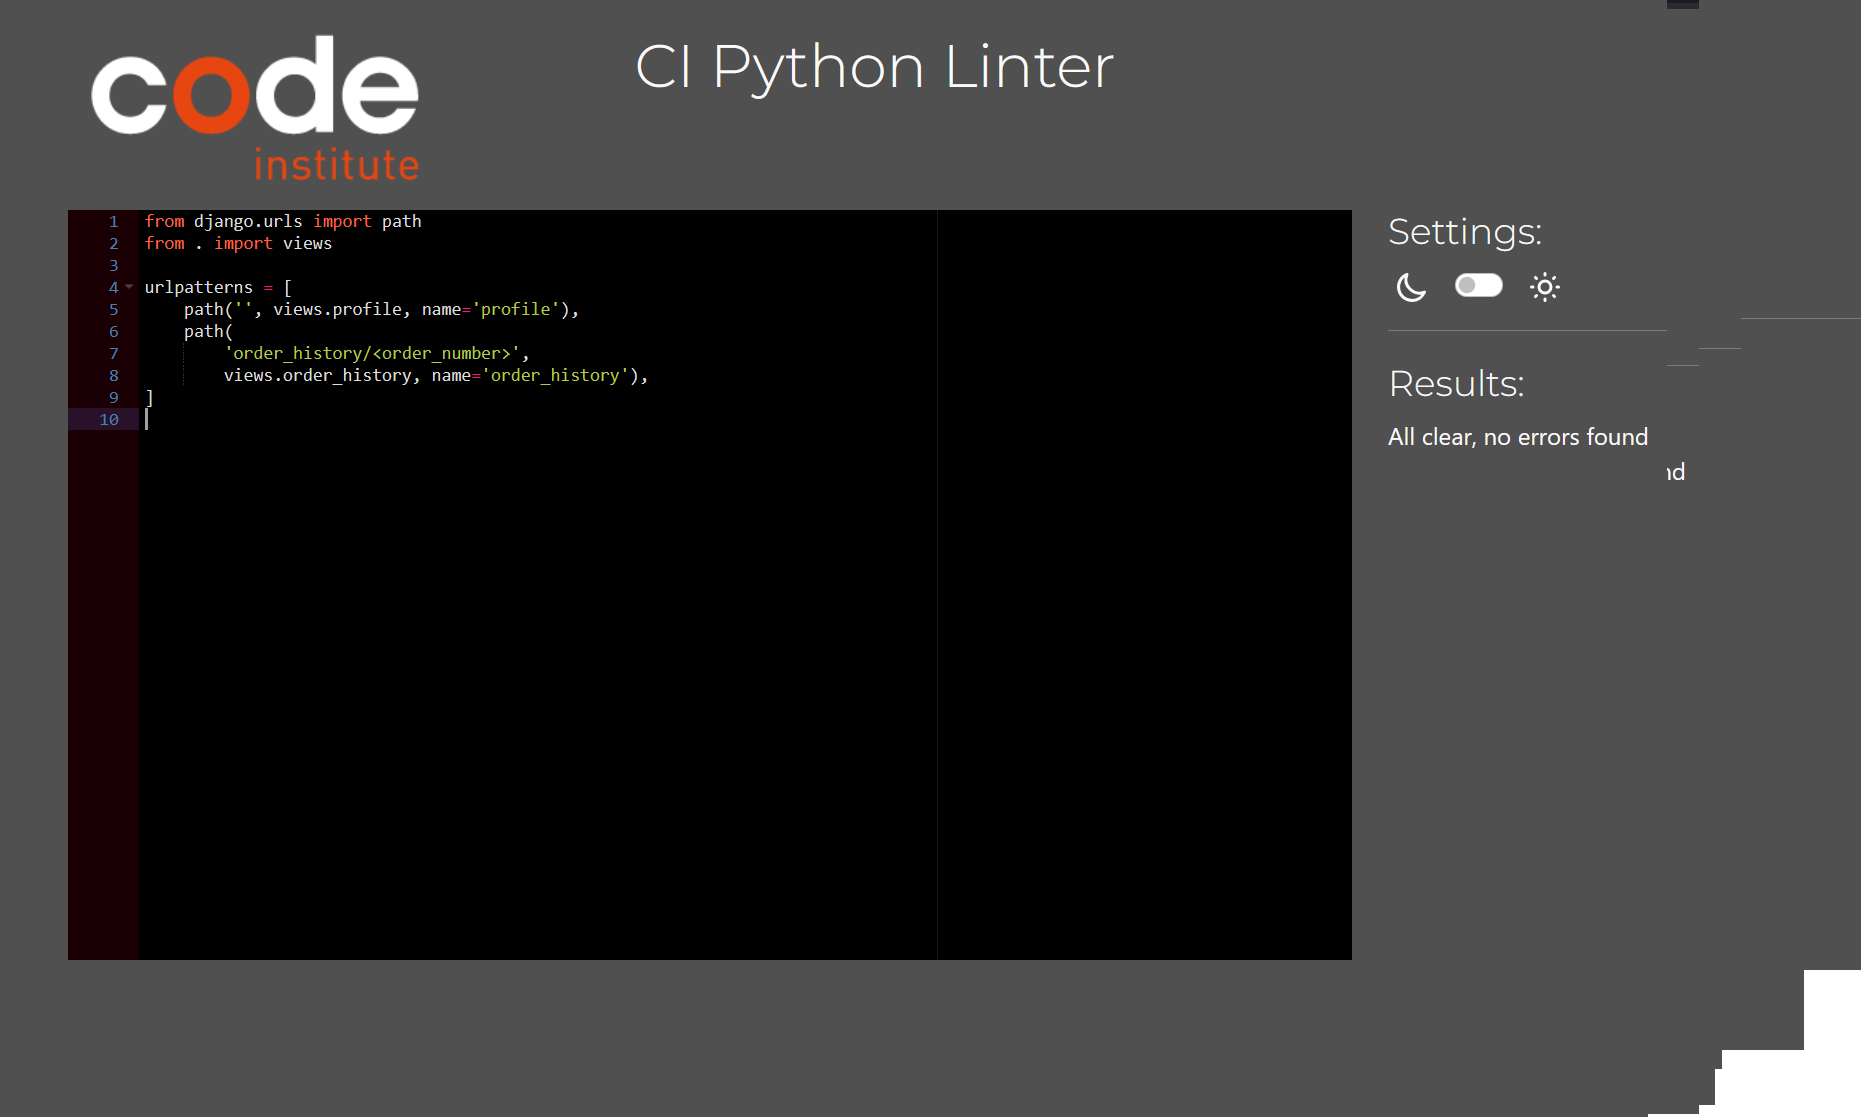 code
institute
CI Python Linter
1 from django.urls import path
2 from . import views
3
4 urlpatterns = [
5     path('', views.profile, name='profile'),
6     path(
7         'order_history/<order_number>',
8         views.order_history, name='order_history'),
9 ]
10
Settings:
Results:
All clear, no errors found
nd